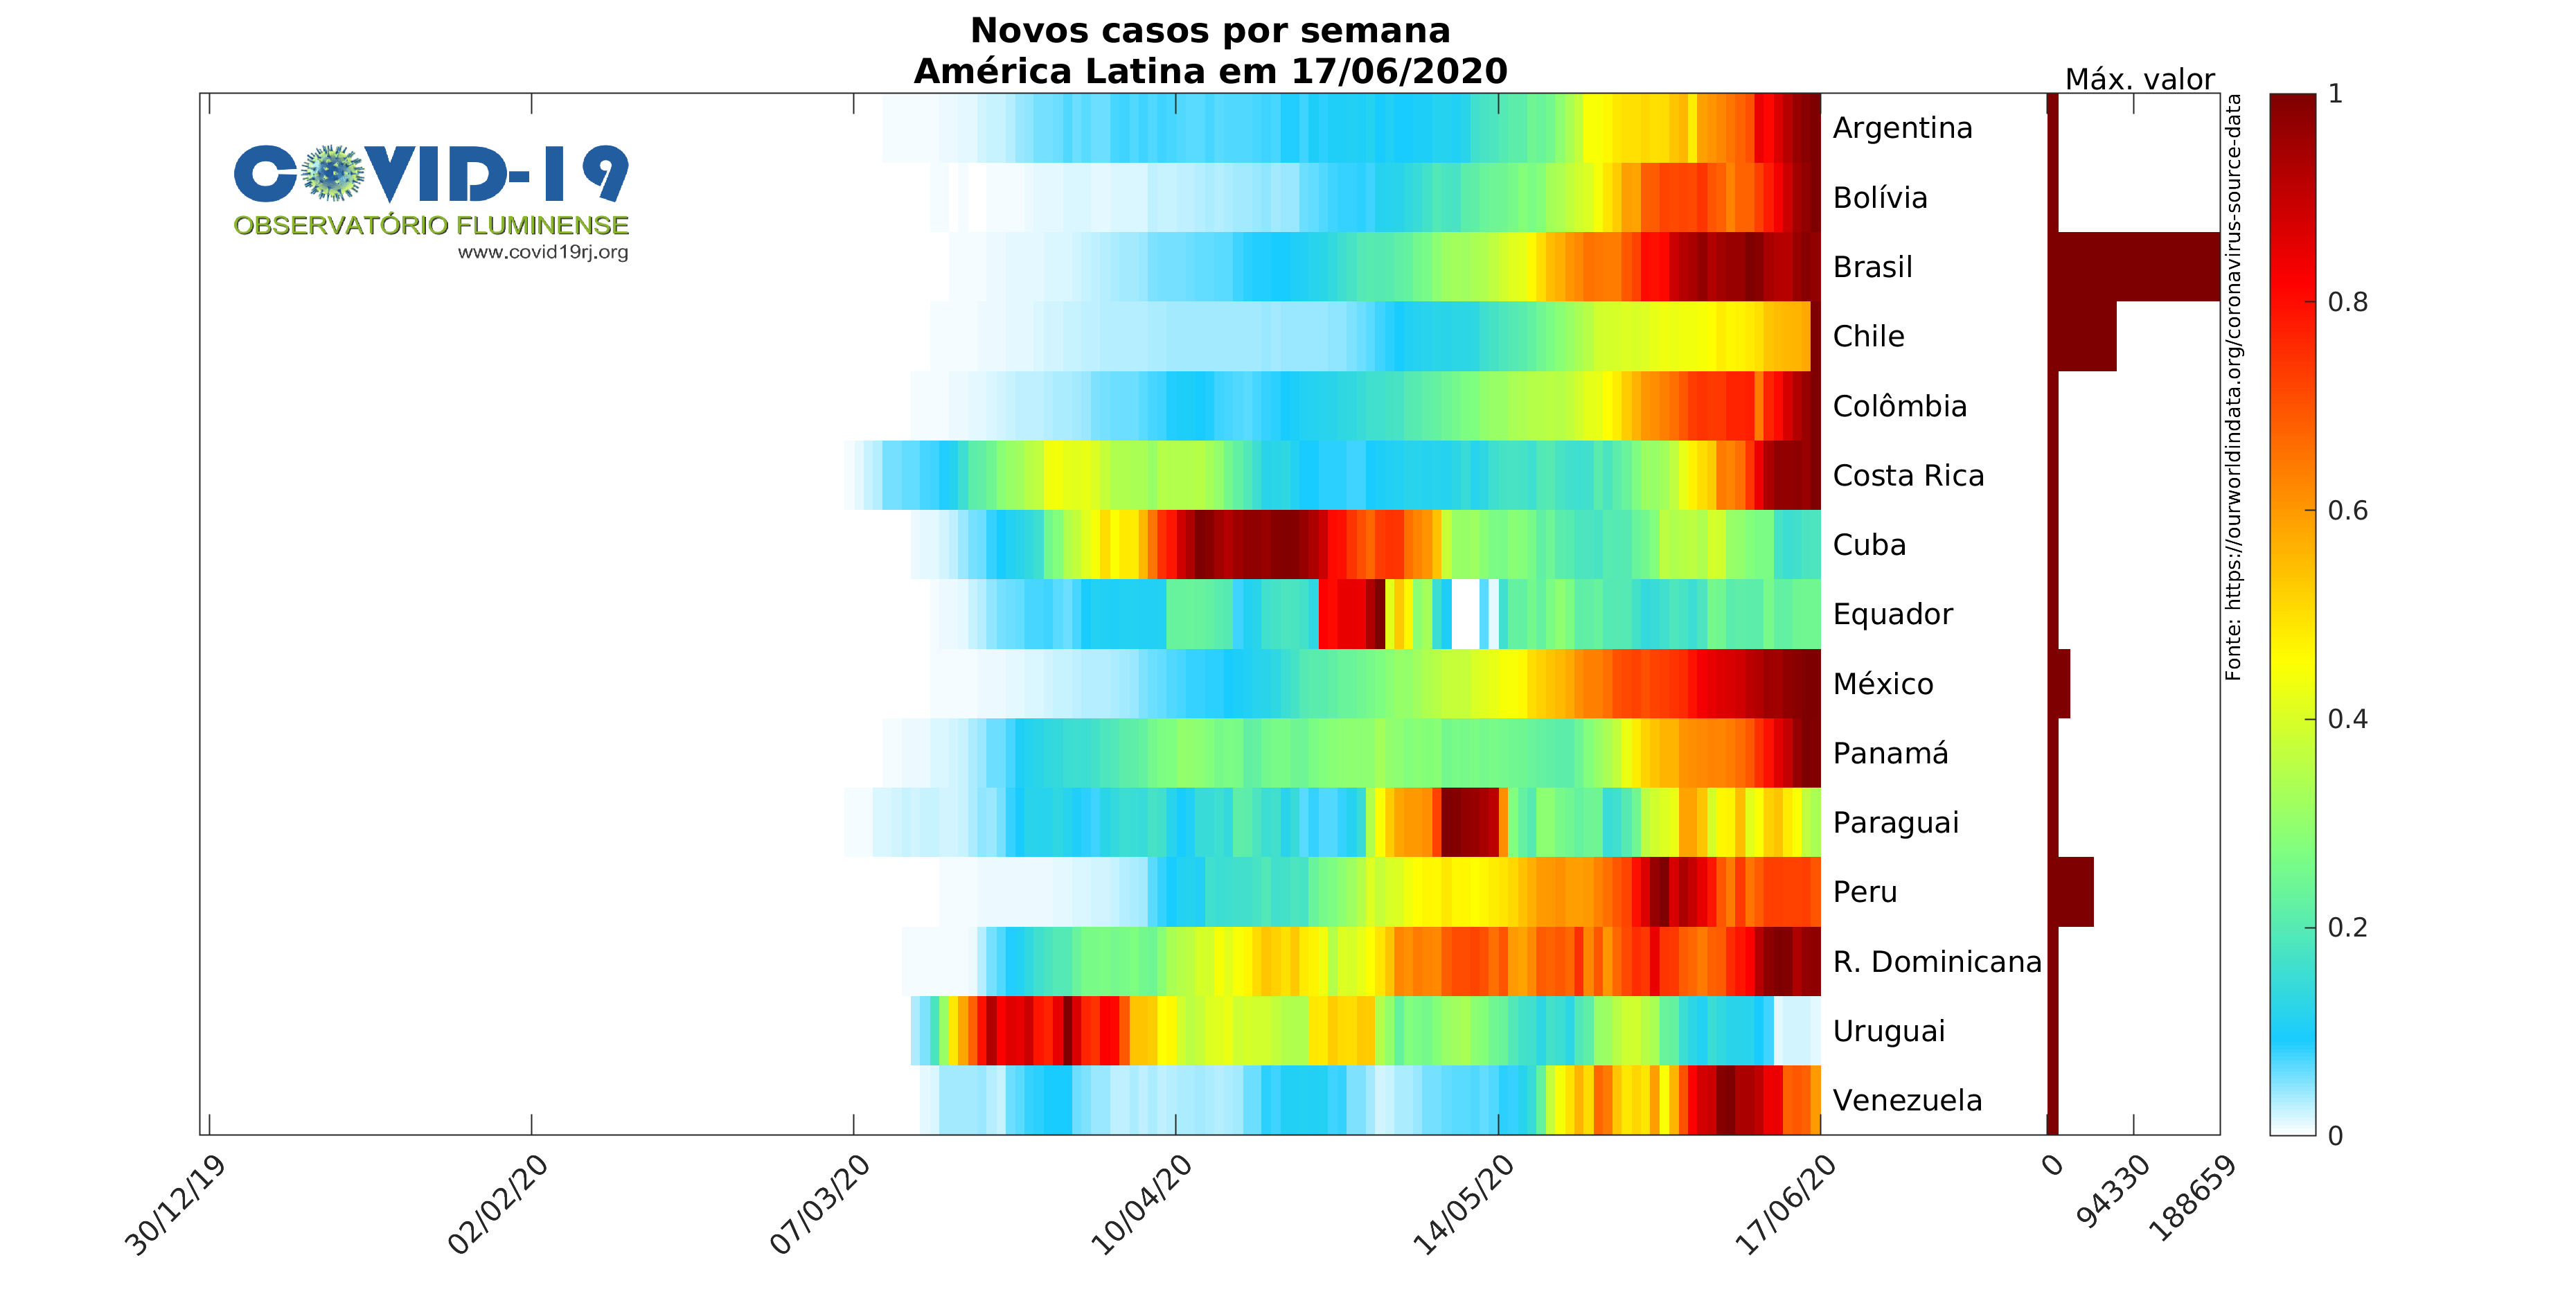 Novos casos por semana
América Latina em 17/06/2020
Máx. valor
COVID-19
OBSERVATÓRIO FLUMINENSE
www.covid19rj.org
Argentina
Bolívia
Brasil
Chile
Colômbia
Costa Rica
Cuba
Equador
México
Panamá
Paraguai
Peru
R. Dominicana
Uruguai
Venezuela
Fonte: https://ourworldindata.org/coronavirus-source-data
1
0.8
0.6
0.4
0.2
0
30/12/19
02/02/20
07/03/20
10/04/20
14/05/20
17/06/20
0
94330
188659